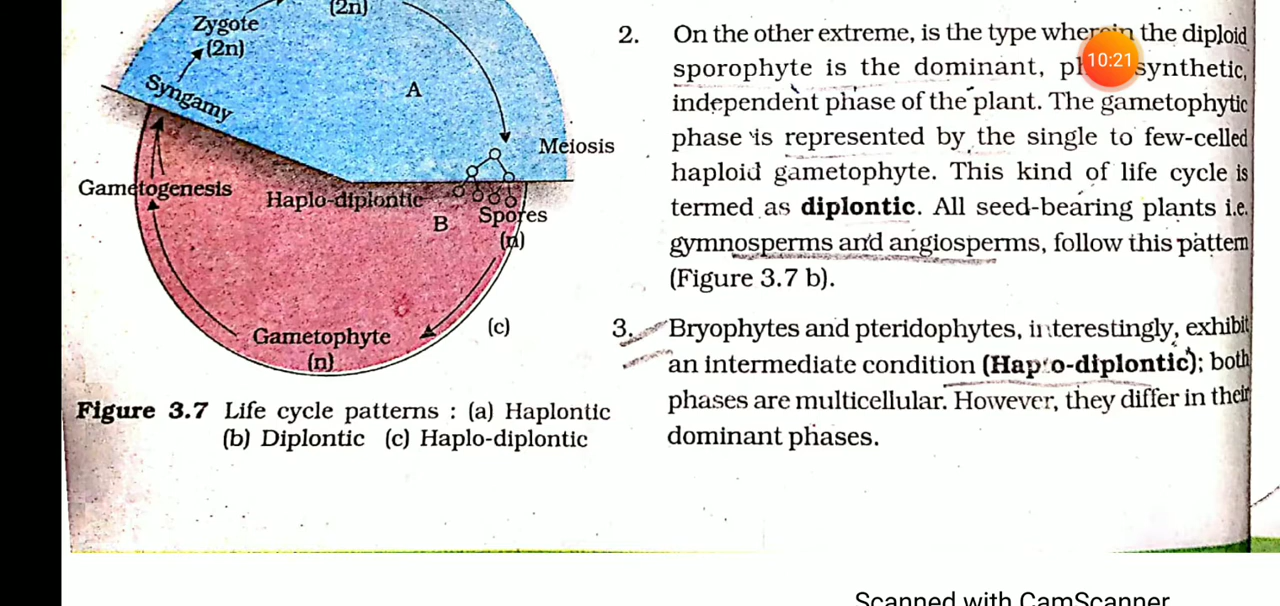 (2n)
Zygote
(2n)
Syngamy
A
Meiosis
Gametogenesis
Haplo-diplontic
B
Spores
(n)
Gametophyte
(n)
(c)
Figure 3.7 Life cycle patterns : (a) Haplontic
(b) Diplontic (c) Haplo-diplontic
2. On the other extreme, is the type wherein the diploid
sporophyte is the dominant, synthetic,
10:21
independent phase of the plant. The gametophytic
phase is represented by the single to few-celled
haploid gametophyte. This kind of life cycle is
termed as diplontic. All seed-bearing plants i.e.
gymnosperms and angiosperms, follow this pattern
(Figure 3.7 b).
3. Bryophytes and pteridophytes, interestingly, exhibit
an intermediate condition (Haplo-diplontic); both
phases are multicellular. However, they differ in their
dominant phases.
Scanned with CamScanner